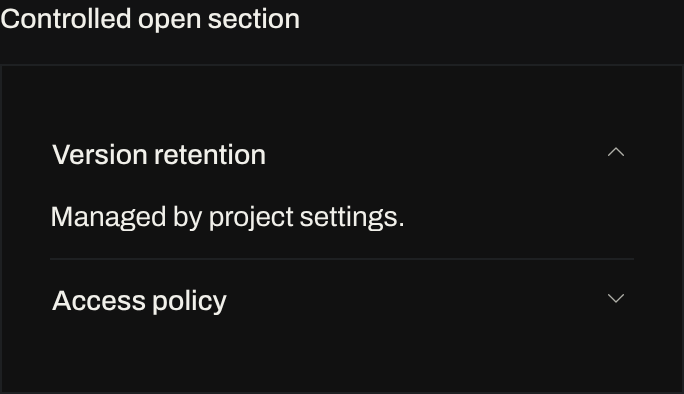 Controlled open section
Version retention
Managed by project settings.
Access policy